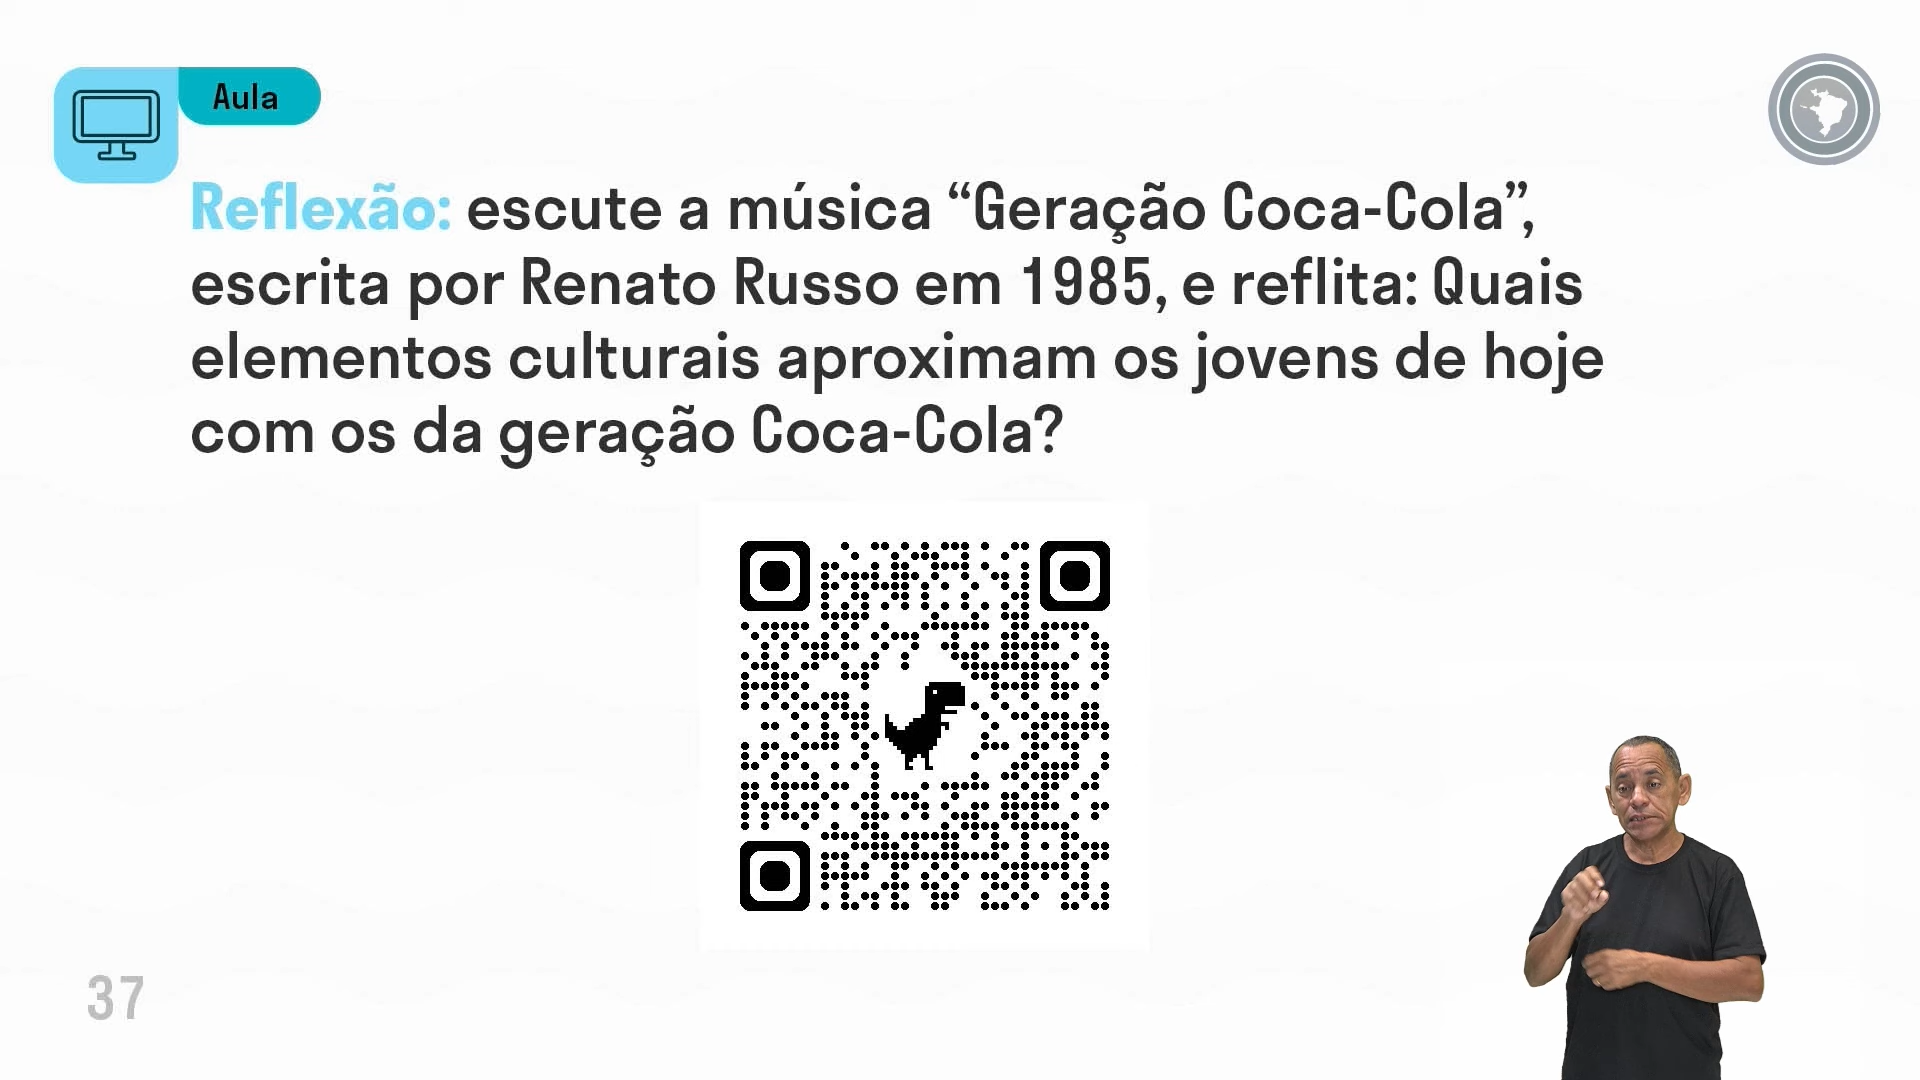 Aula
Reflexão: escute a música “Geração Coca-Cola”,
escrita por Renato Russo em 1985, e reflita: Quais
elementos culturais aproximam os jovens de hoje
com os da geração Coca-Cola?
37